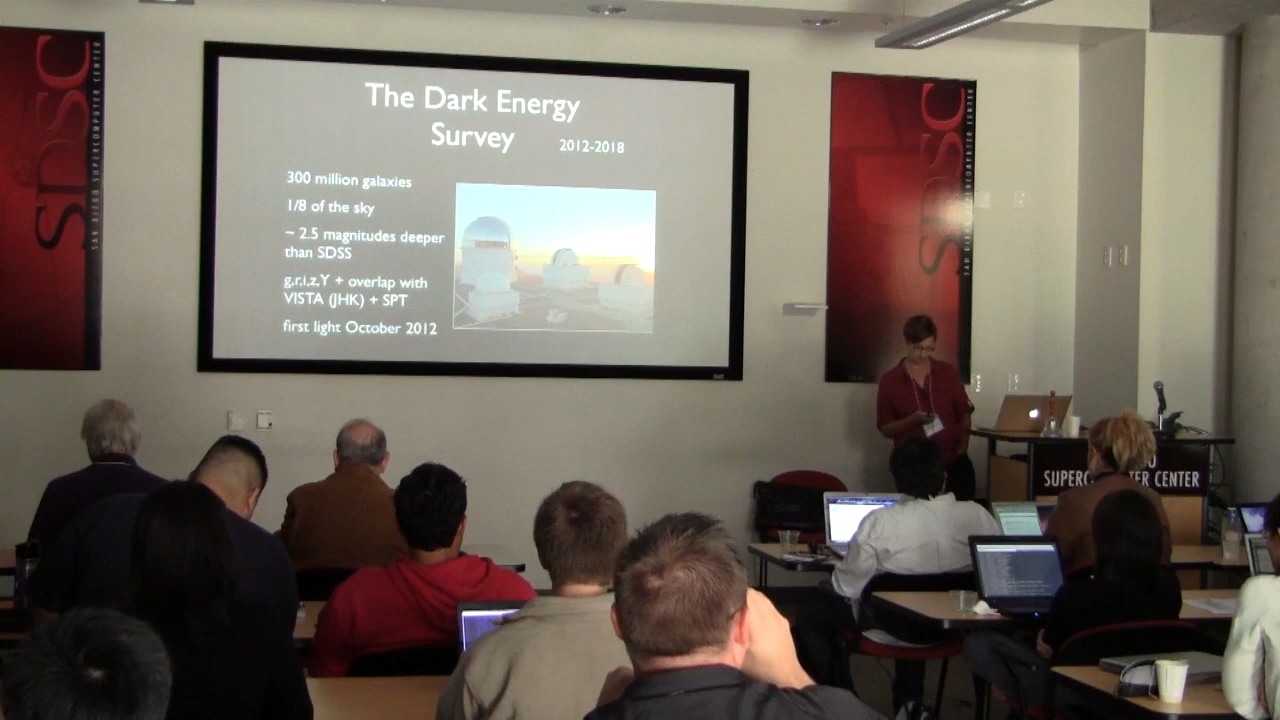 SDSC
SAN DIEGO SUPERCOMPUTER CENTER
The Dark Energy
Survey
2012-2018
300 million galaxies
1/8 of the sky
~ 2.5 magnitudes deeper
than SDSS
g,r,i,z,Y + overlap with
VISTA (JHK) + SPT
first light October 2012
SDSC
SAN DIEGO SUPERCOMPUTER CENTER
CENTER